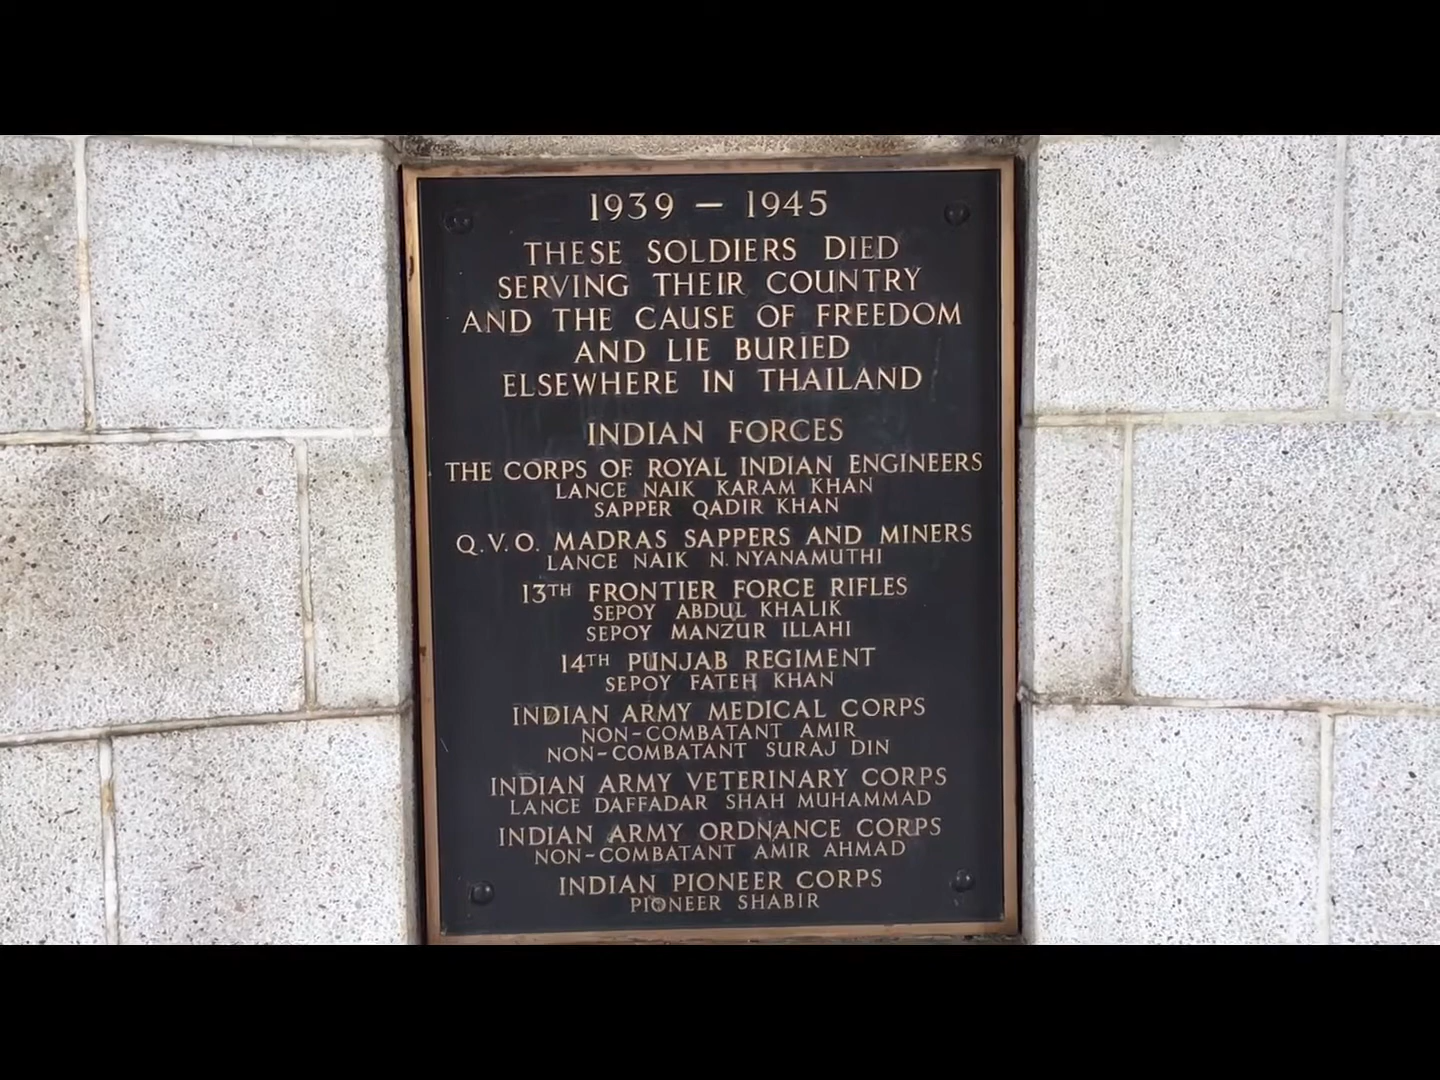 1939 – 1945
THESE SOLDIERS DIED
SERVING THEIR COUNTRY
AND THE CAUSE OF FREEDOM
AND LIE BURIED
ELSEWHERE IN THAILAND
INDIAN FORCES
THE CORPS OF ROYAL INDIAN ENGINEERS
LANCE NAIK KARAM KHAN
SAPPER QADIR KHAN
Q.V.O. MADRAS SAPPERS AND MINERS
LANCE NAIK N. NYANAMUTHI
13TH FRONTIER FORCE RIFLES
SEPOY ABDUL KHALIK
SEPOY MANZUR ILLAHI
14TH PUNJAB REGIMENT
SEPOY FATEH KHAN
INDIAN ARMY MEDICAL CORPS
NON-COMBATANT AMIR
NON-COMBATANT SURAJ DIN
INDIAN ARMY VETERINARY CORPS
LANCE DAFFADAR SHAH MUHAMMAD
INDIAN ARMY ORDNANCE CORPS
NON-COMBATANT AMIR AHMAD
INDIAN PIONEER CORPS
PIONEER SHABIR